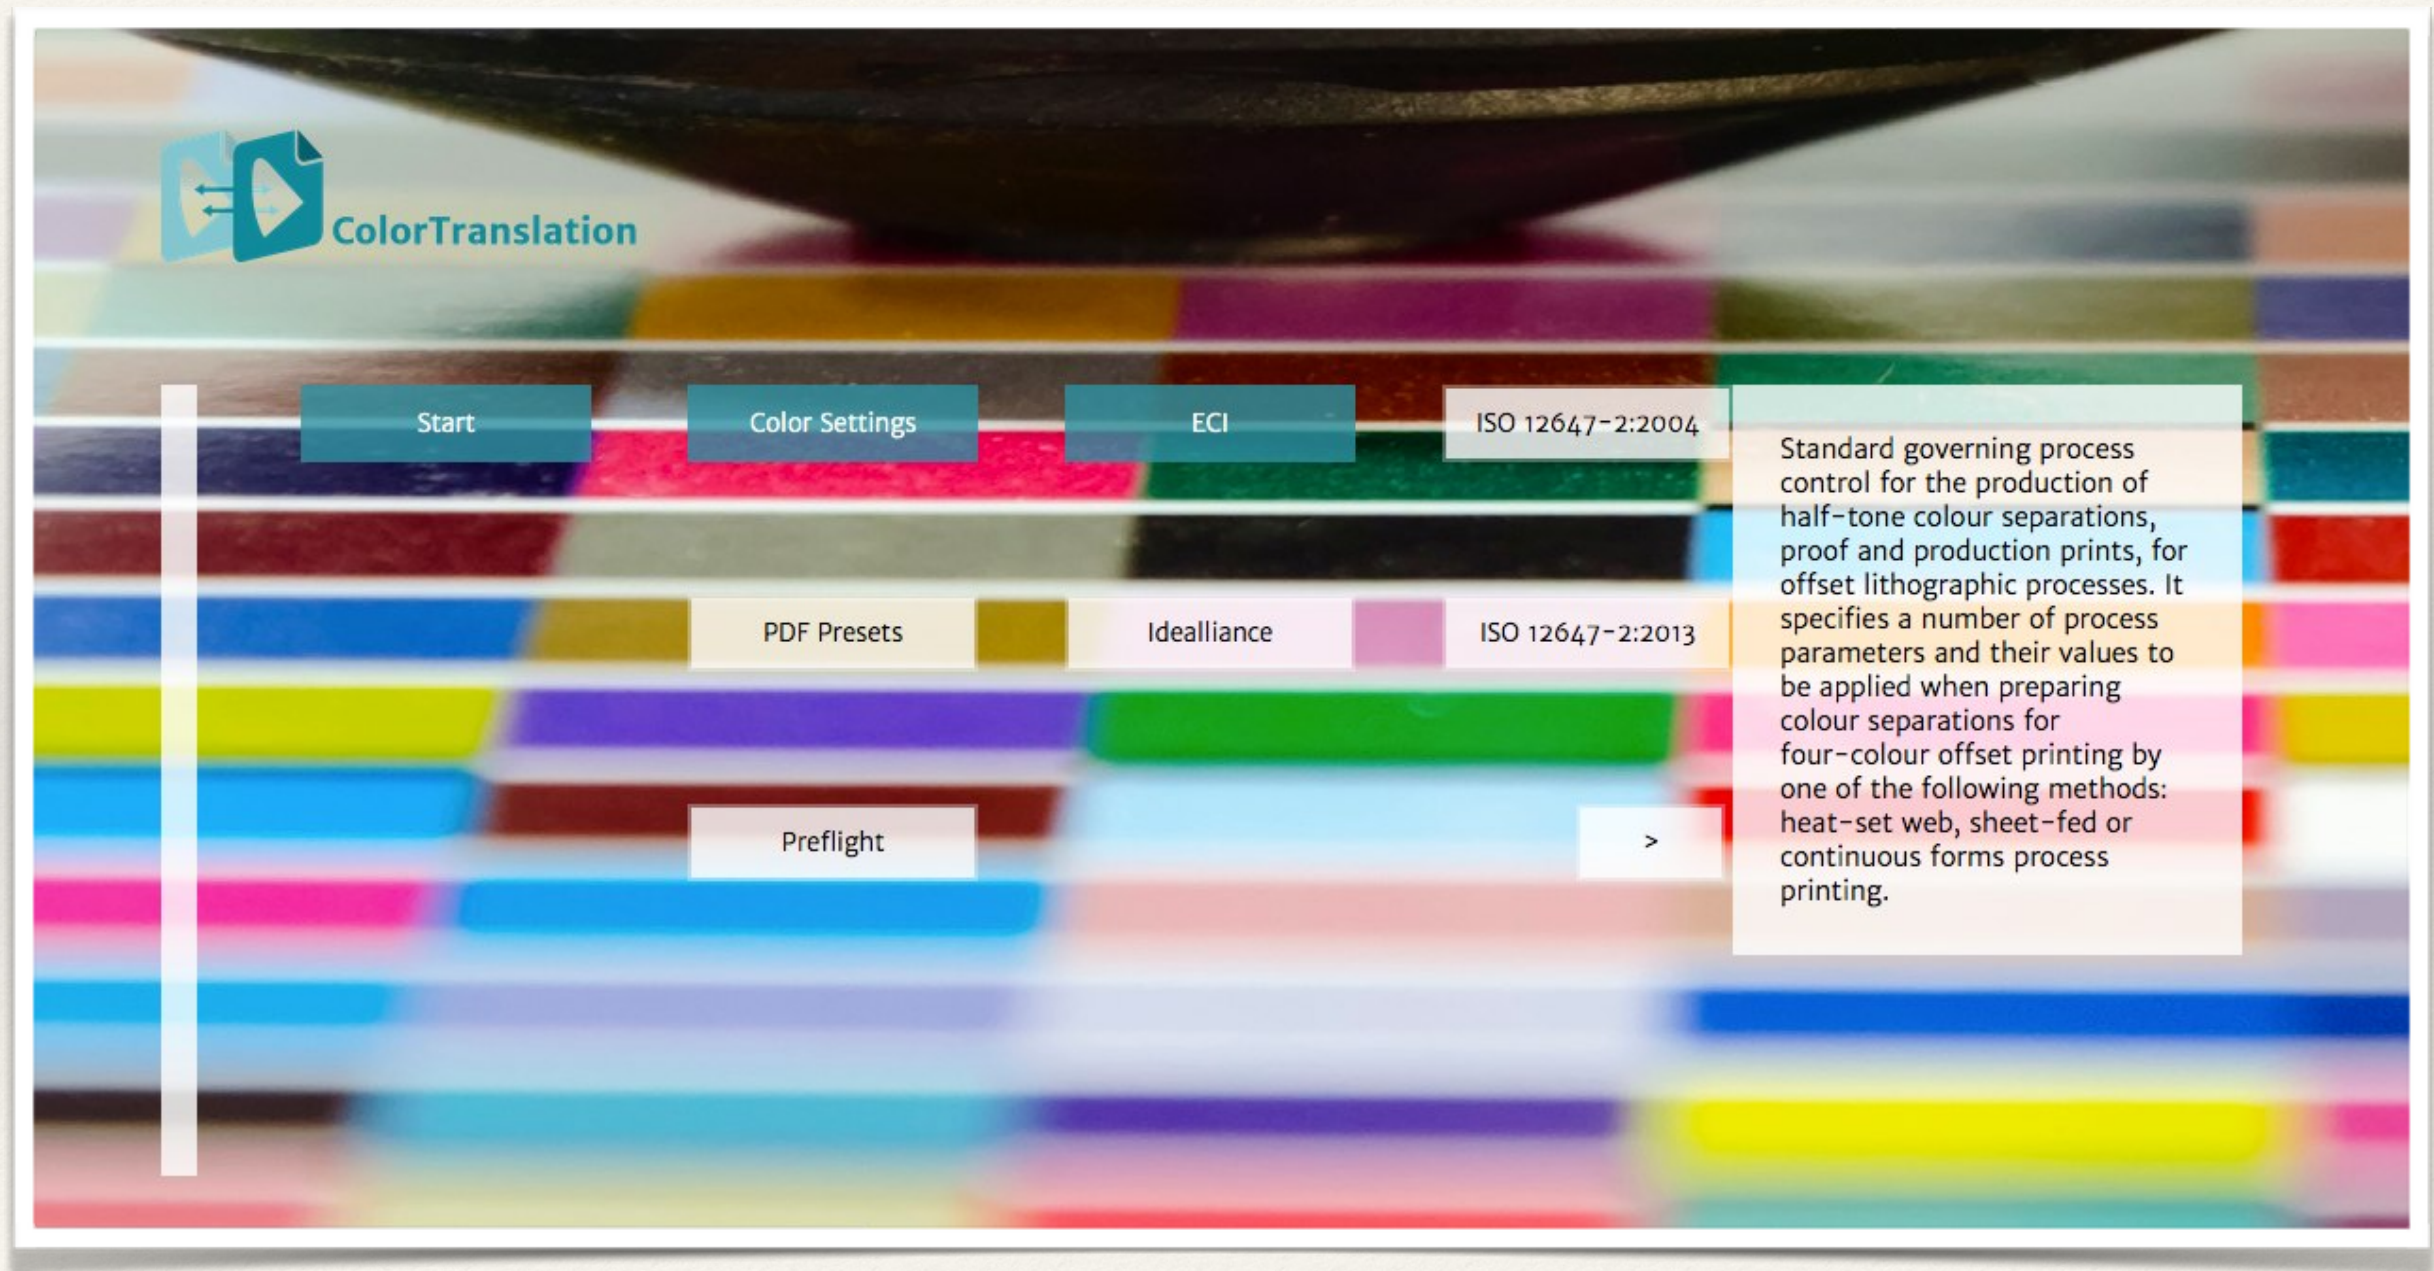 ColorTranslation
Start
Color Settings
ECI
ISO 12647-2:2004
PDF Presets
Idealliance
ISO 12647-2:2013
Preflight
>
Standard governing process
control for the production of
half-tone colour separations,
proof and production prints, for
offset lithographic processes. It
specifies a number of process
parameters and their values to
be applied when preparing
colour separations for
four-colour offset printing by
one of the following methods:
heat-set web, sheet-fed or
continuous forms process
printing.